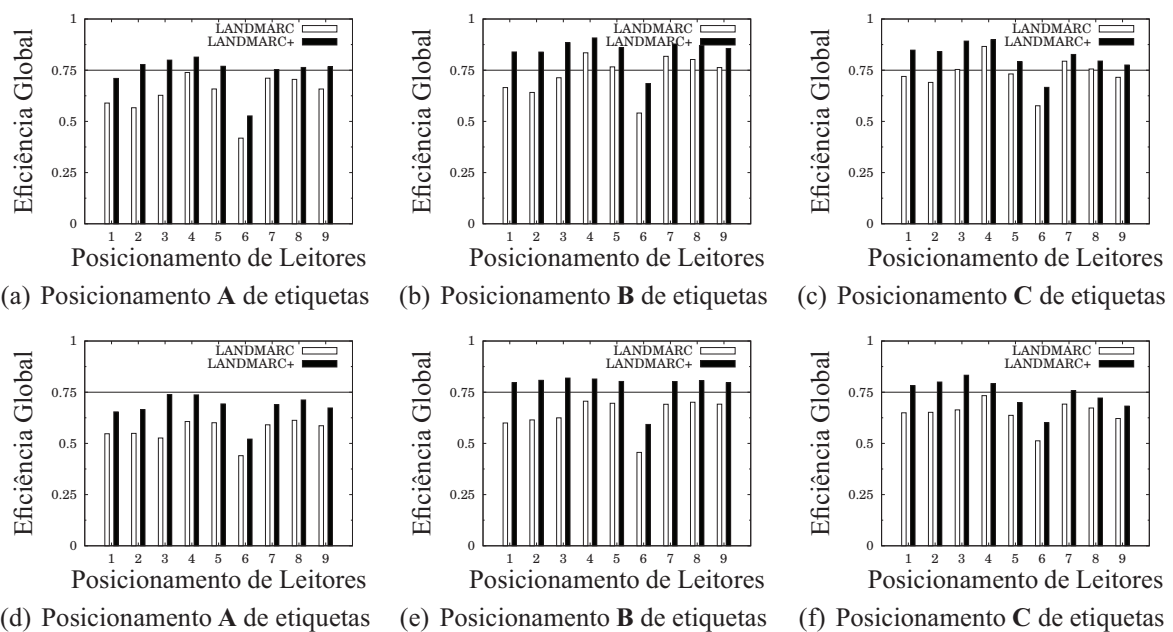 1
0.75
0.5
0.25
0
Eficiência Global
LANDMARC
LANDMARC+
1 2 3 4 5 6 7 8 9
Posicionamento de Leitores
(a) Posicionamento A de etiquetas
1
0.75
0.5
0.25
0
Eficiência Global
LANDMARC
LANDMARC+
1 2 3 4 5 6 7 8 9
Posicionamento de Leitores
(b) Posicionamento B de etiquetas
1
0.75
0.5
0.25
0
Eficiência Global
LANDMARC
LANDMARC+
1 2 3 4 5 6 7 8 9
Posicionamento de Leitores
(c) Posicionamento C de etiquetas
1
0.75
0.5
0.25
0
Eficiência Global
LANDMARC
LANDMARC+
1 2 3 4 5 6 7 8 9
Posicionamento de Leitores
(d) Posicionamento A de etiquetas
1
0.75
0.5
0.25
0
Eficiência Global
LANDMARC
LANDMARC+
1 2 3 4 5 6 7 8 9
Posicionamento de Leitores
(e) Posicionamento B de etiquetas
1
0.75
0.5
0.25
0
Eficiência Global
LANDMARC
LANDMARC+
1 2 3 4 5 6 7 8 9
Posicionamento de Leitores
(f) Posicionamento C de etiquetas